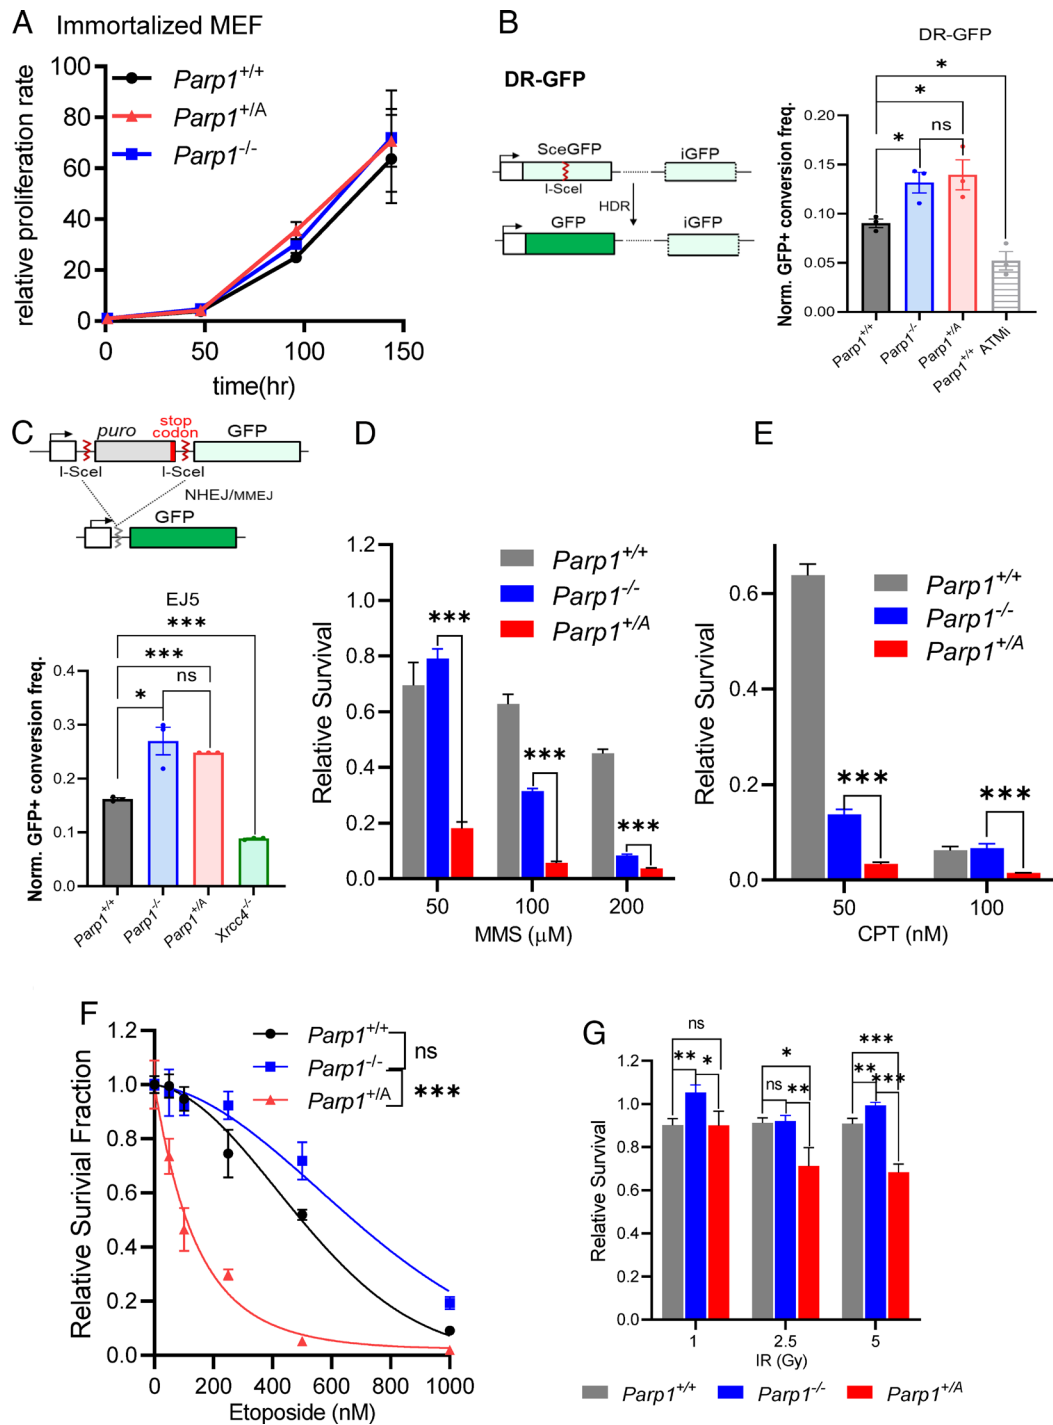 A Immortalized MEF
relative proliferation rate
100
80
60
40
20
0
Parp1+/+
Parp1+/A
Parp1-/-
0 50 100 150
time(hr)
B
DR-GFP
SceGFP iGFP
I-SceI
HDR
GFP iGFP
DR-GFP
*
*
* ns
Norm. GFP+ conversion freq.
0.20
0.15
0.10
0.05
0.00
Parp1+/+
Parp1-/-
Parp1+/A
Parp1+/+ ATMi
C
puro stop codon GFP
I-SceI I-SceI
NHEJ/MMEJ
GFP
EJ5
***
***
* ns
Norm. GFP+ conversion freq.
0.4
0.3
0.2
0.1
0.0
Parp1+/+
Parp1-/-
Parp1+/A
Xrcc4-/-
D
Relative Survival
1.2
1.0
0.8
0.6
0.4
0.2
0.0
Parp1+/+
Parp1-/-
Parp1+/A
***
***
***
50 100 200
MMS (μM)
E
Relative Survival
0.6
0.4
0.2
0.0
Parp1+/+
Parp1-/-
Parp1+/A
*** ***
50 100
CPT (nM)
F
Relative Surivial Fraction
1.2
1.0
0.8
0.6
0.4
0.2
0.0
Parp1+/+
Parp1-/-
Parp1+/A
ns
***
0 200 400 600 800 1000
Etoposide (nM)
G
Relative Survival
1.2
1.0
0.8
0.6
0.4
0.2
0.0
ns
** *
*
ns **
***
** ***
1 2.5 5
IR (Gy)
Parp1+/+ Parp1-/- Parp1+/A